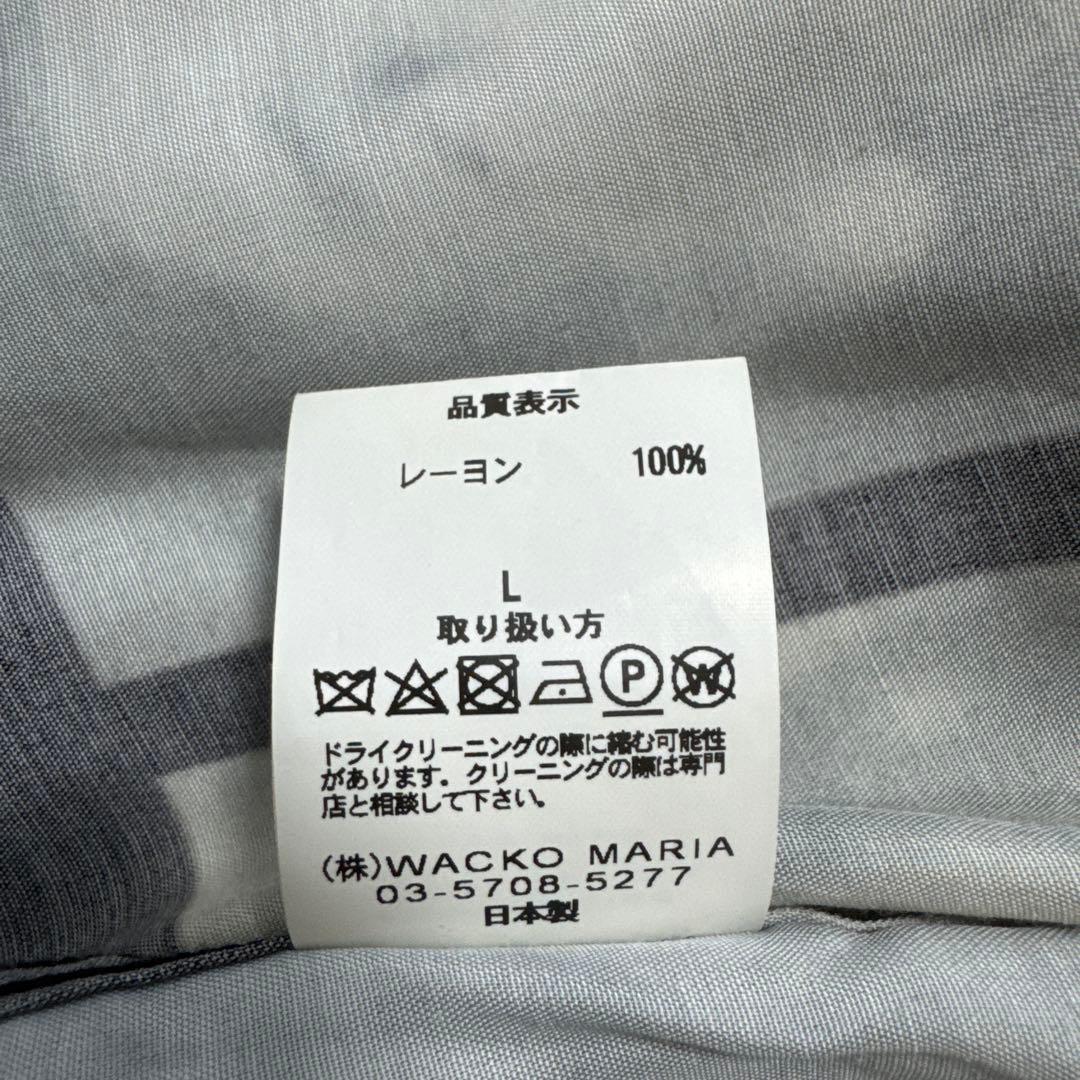 品質表示
レーヨン 100%
L
取り扱い方
P W
ドライクリーニングの際に縮む可能性
があります。クリーニングの際は専門
店と相談して下さい。
(株)WACKO MARIA
03-5708-5277
日本製